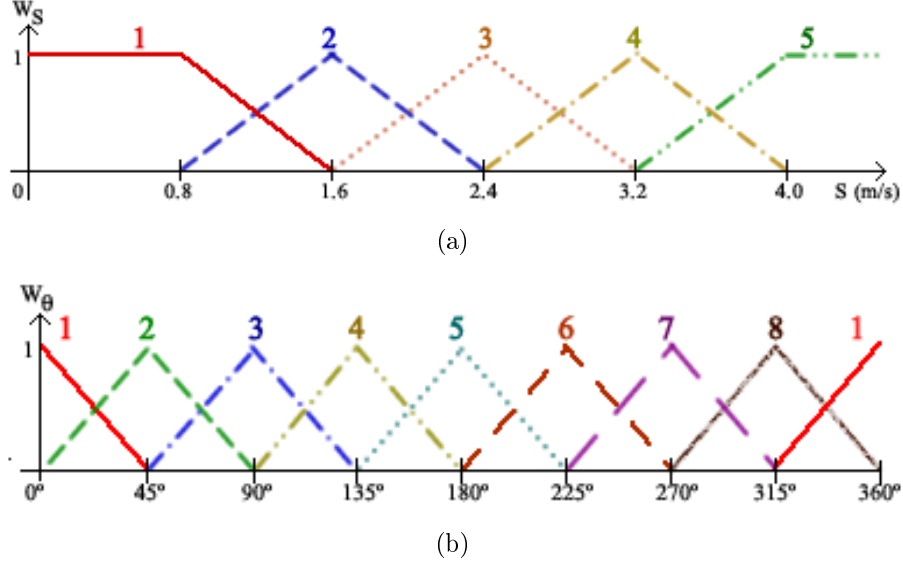 W_S
1 2 3 4 5
1
0 0.8 1.6 2.4 3.2 4.0 S (m/s)
(a)
W_θ
1 2 3 4 5 6 7 8 1
1
0º 45º 90º 135º 180º 225º 270º 315º 360º
(b)